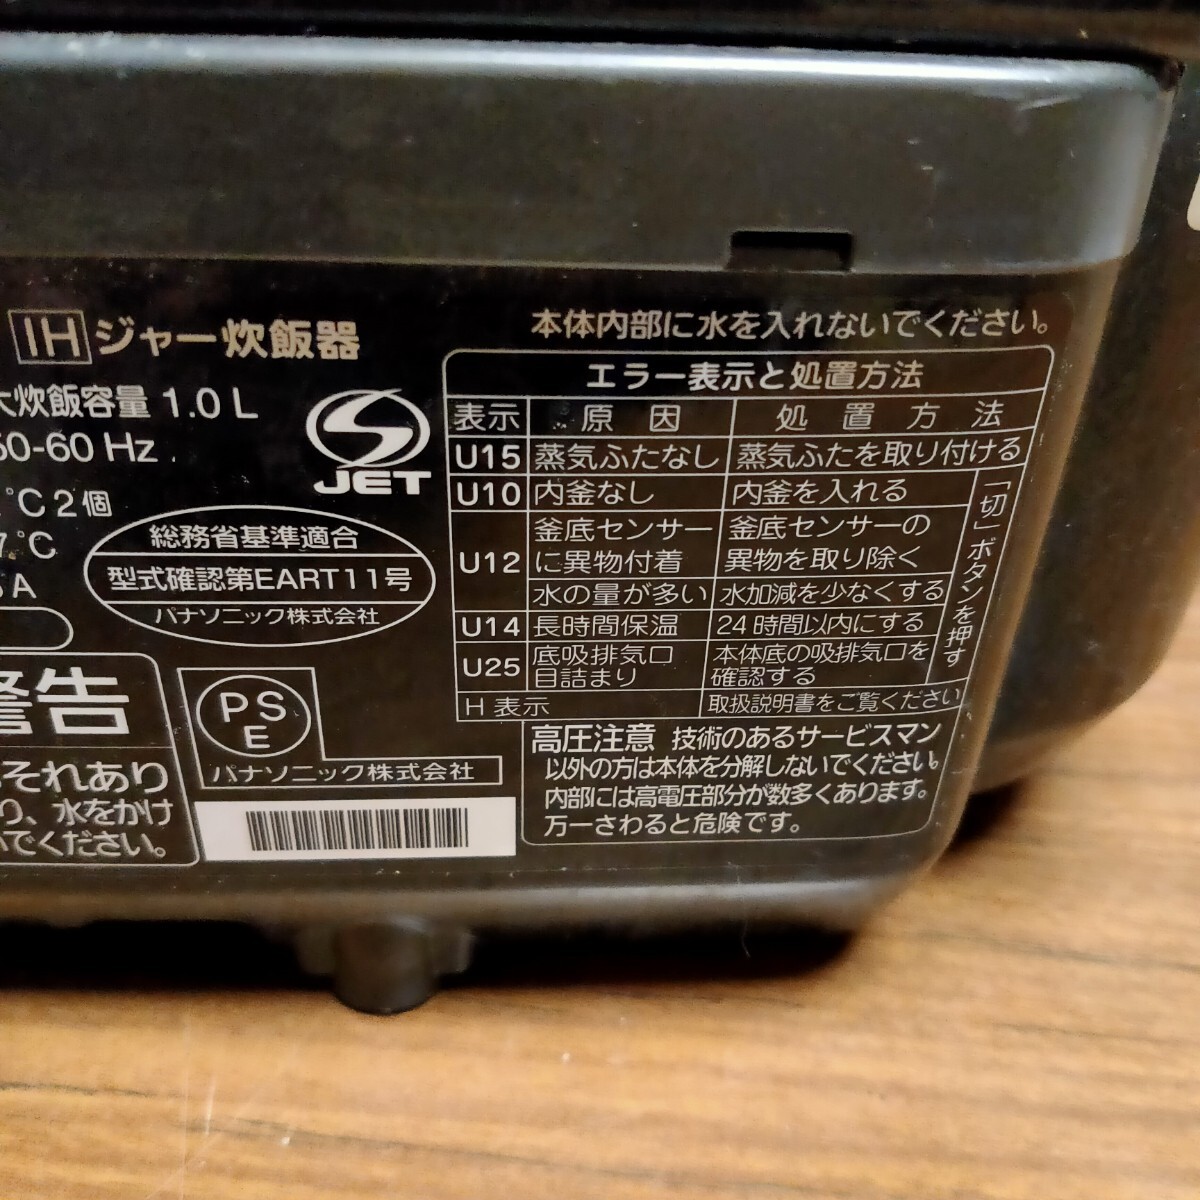 IH ジャー炊飯器
炊飯容量 1.0 L
50-60 Hz
℃ 2個
7℃
A
JET
総務省基準適合
型式確認第EART11号
パナソニック株式会社
警告
それあり
り、水をかけ
でください。
PS
E
パナソニック株式会社
本体内部に水を入れないでください。
エラー表示と処置方法
表示 原因 処置方法
U15 蒸気ふたなし 蒸気ふたを取り付ける
U10 内釜なし 内釜を入れる
U12 釜底センサーに異物付着 釜底センサーの異物を取り除く
水の量が多い 水加減を少なくする
U14 長時間保温 24時間以内にする
U25 底吸排気口目詰まり 本体底の吸排気口を確認する
「切」ボタンを押す
H 表示 取扱説明書をご覧ください
高圧注意 技術のあるサービスマン
以外の方は本体を分解しないでください。
内部には高電圧部分が数多くあります。
万一さわると危険です。